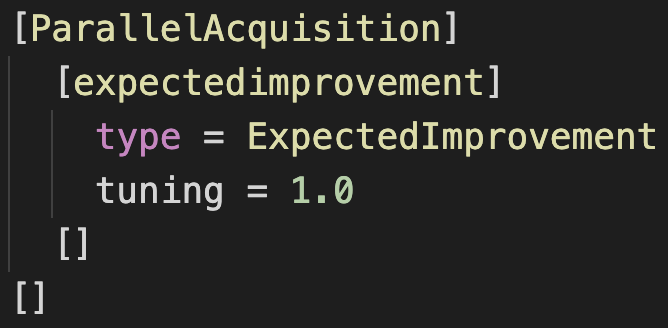 [ParallelAcquisition]
[expectedimprovement]
type = ExpectedImprovement
tuning = 1.0
[]
[]